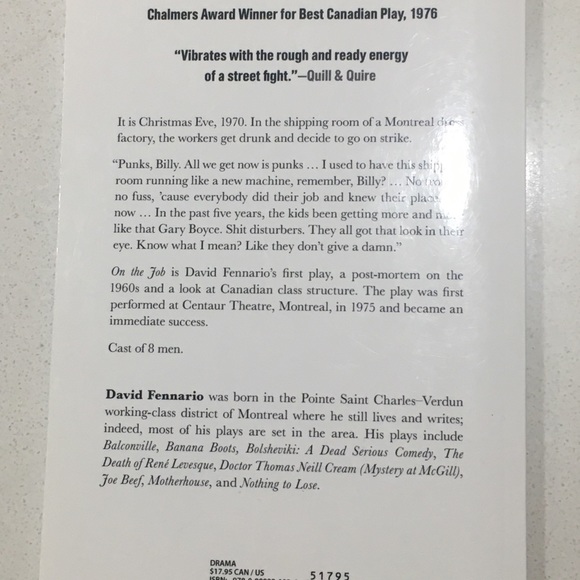 Chalmers Award Winner for Best Canadian Play, 1976
“Vibrates with the rough and ready energy
of a street fight.”—Quill & Quire
It is Christmas Eve, 1970. In the shipping room of a Montreal dress
factory, the workers get drunk and decide to go on strike.
“Punks, Billy. All we get now is punks … I used to have this
room running like a new machine, remember, Billy? … No
no fuss, ’cause everybody did their job and knew their place
now … In the past five years, the kids been getting more and
like that Gary Boyce. Shit disturbers. They all got that look in their
eye. Know what I mean? Like they don’t give a damn.”
On the Job is David Fennario’s first play, a post-mortem on the
1960s and a look at Canadian class structure. The play was first
performed at Centaur Theatre, Montreal, in 1975 and became an
immediate success.
Cast of 8 men.
David Fennario was born in the Pointe Saint Charles–Verdun
working-class district of Montreal where he still lives and writes;
indeed, most of his plays are set in the area. His plays include
Balconville, Banana Boots, Bolsheviki: A Dead Serious Comedy, The
Death of René Levesque, Doctor Thomas Neill Cream (Mystery at McGill),
Joe Beef, Motherhouse, and Nothing to Lose.
DRAMA
$17.95 CAN / US
51795